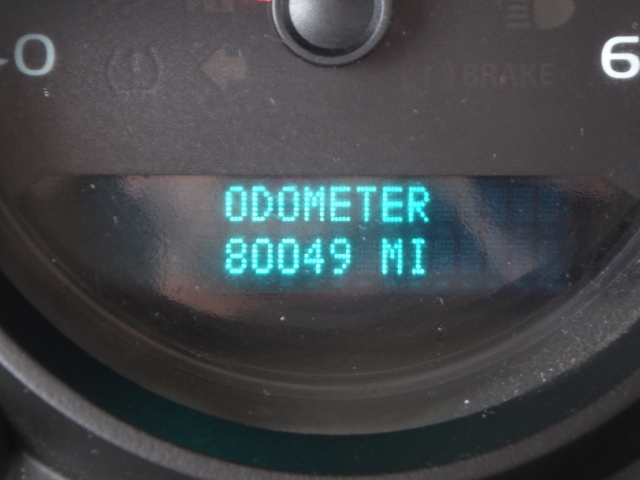 0
6
BRAKE
ODOMETER
80049 MI